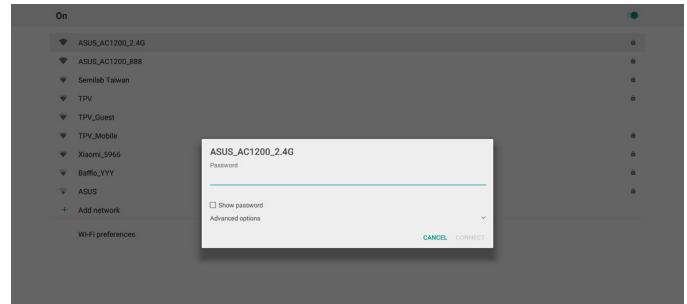 On
ASUS_AC1200_2.4G
ASUS_AC1200_888
Semilab Taiwan
TPV
TPV_Guest
TPV_Mobile
Xiaomi_5966
Baffio_YYY
ASUS
Add network
Wi-Fi preferences
ASUS_AC1200_2.4G
Password
Show password
Advanced options
CANCEL CONNECT